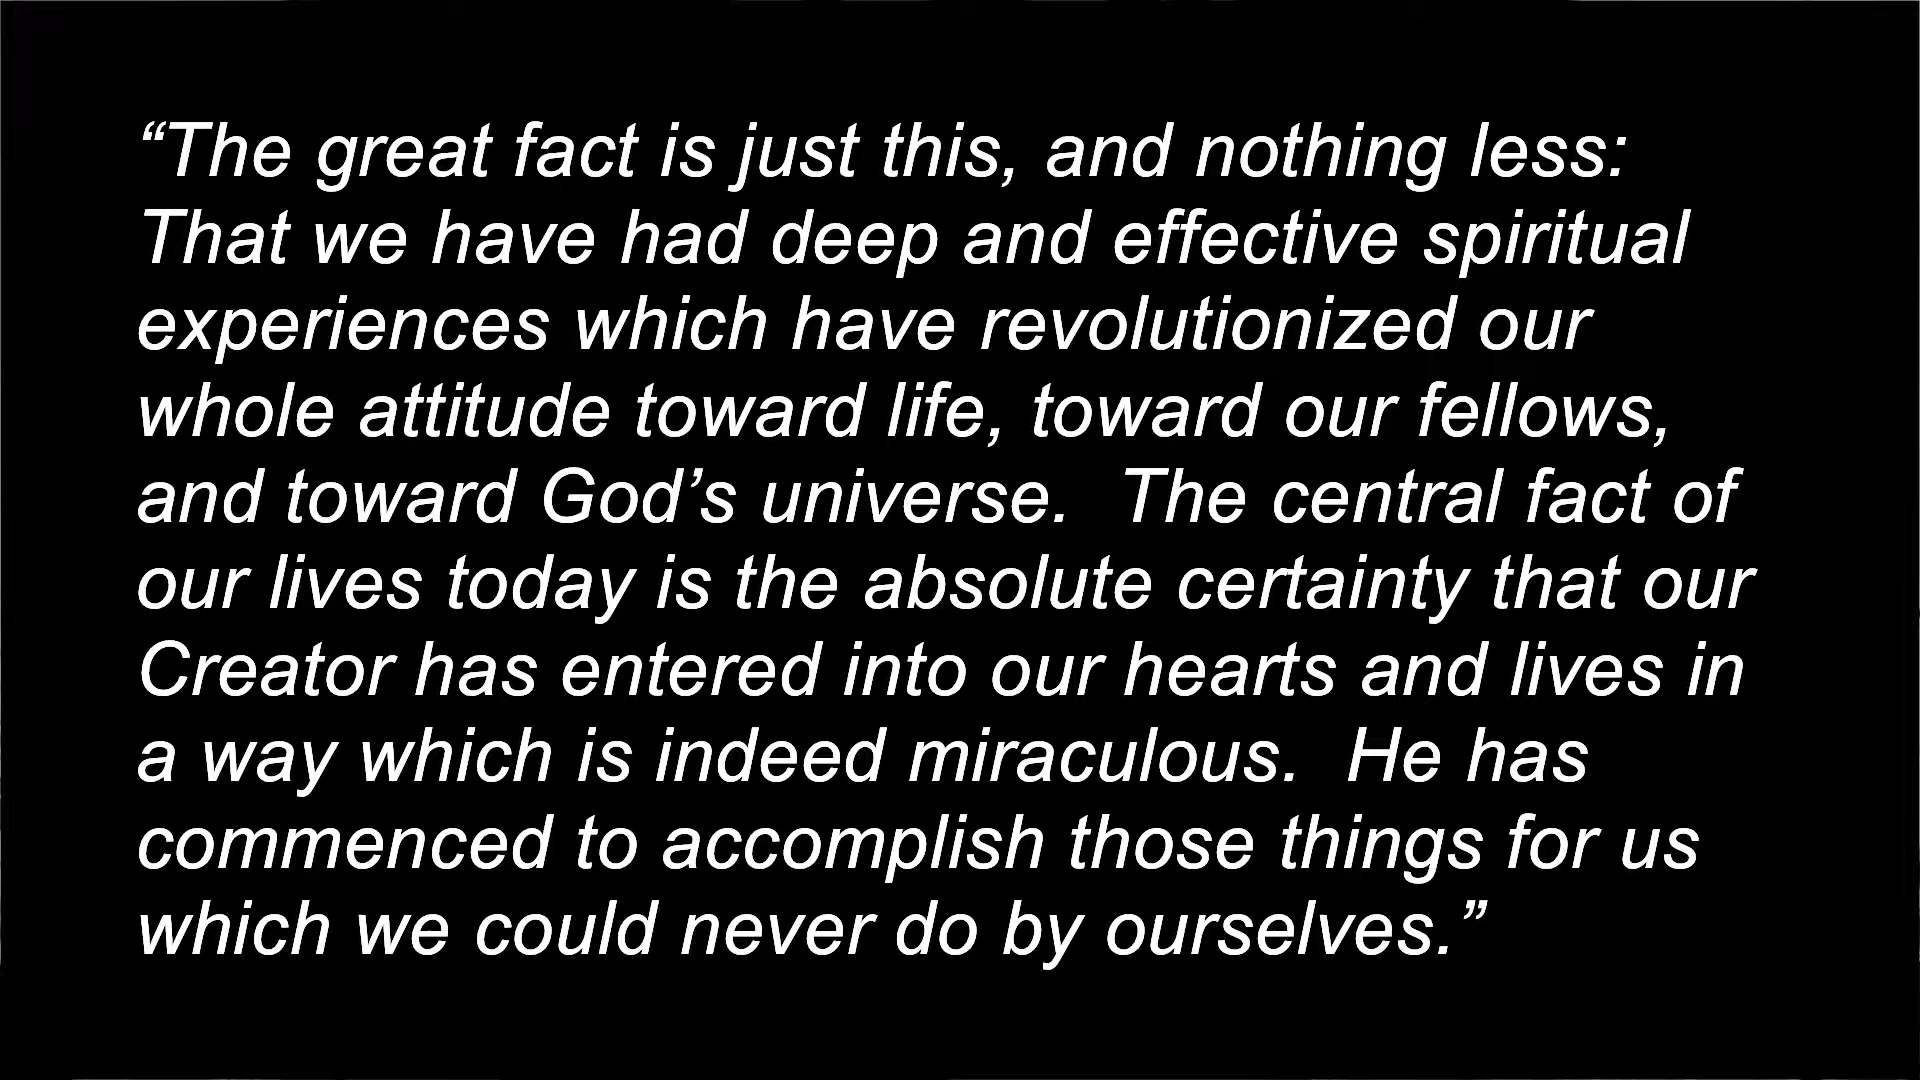 “The great fact is just this, and nothing less:
That we have had deep and effective spiritual
experiences which have revolutionized our
whole attitude toward life, toward our fellows,
and toward God’s universe.  The central fact of
our lives today is the absolute certainty that our
Creator has entered into our hearts and lives in
a way which is indeed miraculous.  He has
commenced to accomplish those things for us
which we could never do by ourselves.”